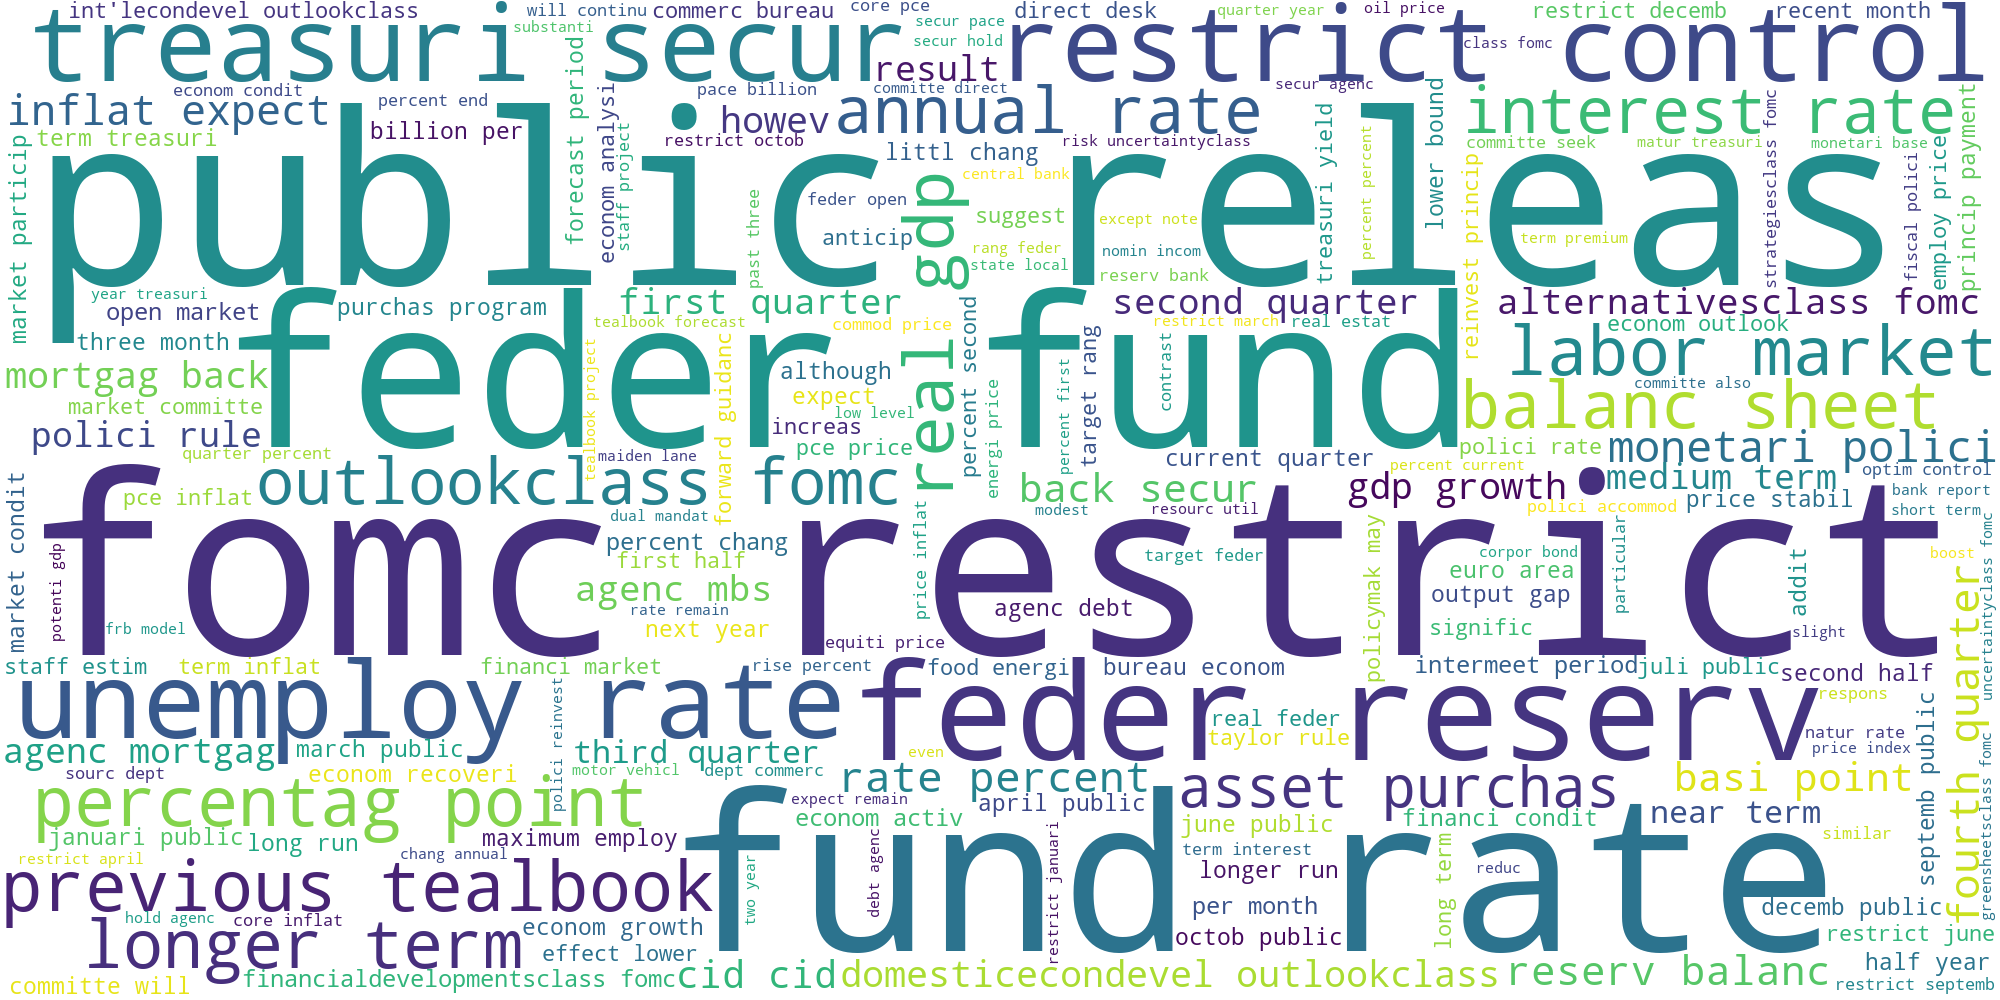 int'lecondevel outlookclass
will continu
commerc bureau
core pce
direct desk
quarter year
oil price
restrict decemb
recent month
substanti
secur pace
secur hold
class fomc
treasuri secur
restrict control
result
econom condit
percent end
pace billion
committe direct
secur agenc
inflat expect
billion per
howev
annual rate
interest rate
term treasuri
restrict octob
risk uncertaintyclass
committe seek
matur treasuri
monetari base
public releas
market particip
forecast period
econom analysi
staff project
past three
littl chang
central bank
feder open
suggest
except note
anticip
rang feder
nomin incom
state local
reserv bank
treasuri yield
percent percent
lower bound
reinvest princip
term premium
strategiesclass fomc
fiscal polici
employ price
princip payment
real gdp
year treasuri
open market
purchas program
first quarter
second quarter
alternativesclass fomc
three month
tealbook forecast
commod price
restrict march
real estat
econom outlook
feder fund
labor market
mortgag back
although
expect
low level
market committe
committe also
balanc sheet
polici rule
increas
pce price
energi price
percent second
percent first
target rang
contrast
polici rate
monetari polici
quarter percent
tealbook project
forward guidanc
maiden lane
current quarter
percent current
medium term
optim control
outlookclass fomc
back secur
gdp growth
price stabil
bank report
short term
pce inflat
dual mandat
modest
resourc util
polici accommod
fomc restrict
market condit
potenti gdp
percent chang
first half
price inflat
target feder
corpor bond
euro area
particular
boost
agenc mbs
agenc debt
output gap
addit
rate remain
frb model
next year
signific
slight
equiti price
policymak may
fourth quarter
uncertaintyclass fomc
staff estim
term inflat
financi market
rise percent
food energi
bureau econom
intermeet period
juli public
second half
unemploy rate
feder reserv
respons
polici reinvest
real feder
taylor rule
natur rate
price index
septemb public
greensheetsclass fomc
agenc mortgag
march public
third quarter
even
sourc dept
econom recoveri
motor vehicl
dept commerc
rate percent
asset purchas
basi point
percentag point
expect remain
april public
econom activ
june public
financi condit
near term
januari public
long run
maximum employ
similar
restrict april
chang annual
term interest
longer run
reduc
previous tealbook
fund rate
two year
debt agenc
restrict januari
long term
hold agenc
core inflat
econom growth
per month
decemb public
longer term
effect lower
octob public
restrict june
half year
committe will
financialdevelopmentsclass fomc
cid cid
domesticecondevel outlookclass
reserv balanc
restrict septemb